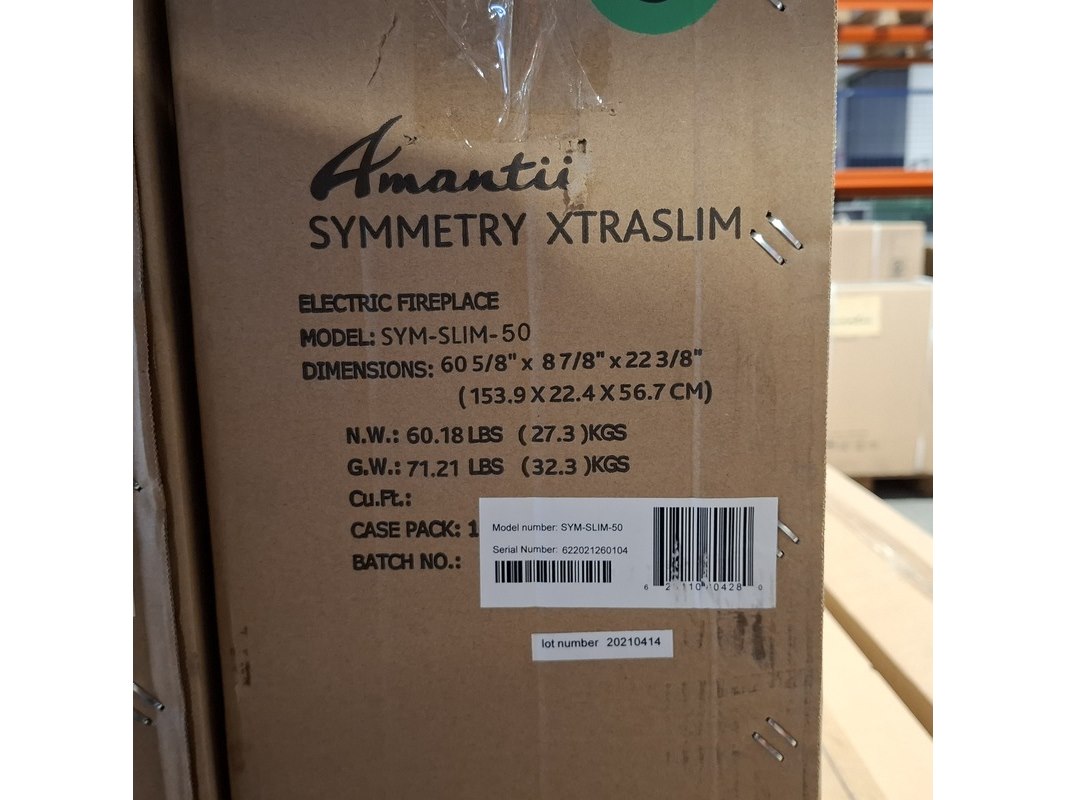 Amantii
SYMMETRY XTRASLIM
ELECTRIC FIREPLACE
MODEL: SYM-SLIM-50
DIMENSIONS: 60 5/8" x 8 7/8" x 22 3/8"
(153.9 X 22.4 X 56.7 CM)
N.W.: 60.18 LBS (27.3)KGS
G.W.: 71.21 LBS (32.3)KGS
Cu.Ft.:
CASE PACK: 1
BATCH NO.:
Model number: SYM-SLIM-50
Serial Number: 622021260104
lot number 20210414